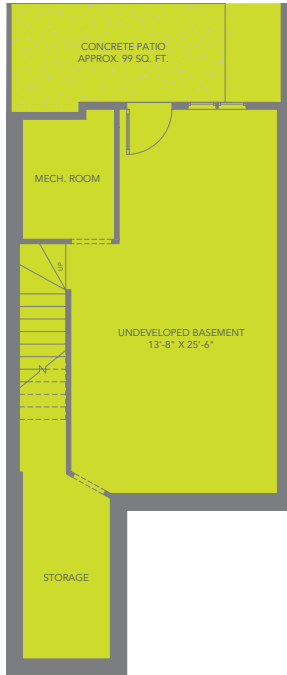 CONCRETE PATIO
APPROX. 99 SQ. FT.
MECH. ROOM
UP
UNDEVELOPED BASEMENT
13'-8" X 25'-6"
STORAGE